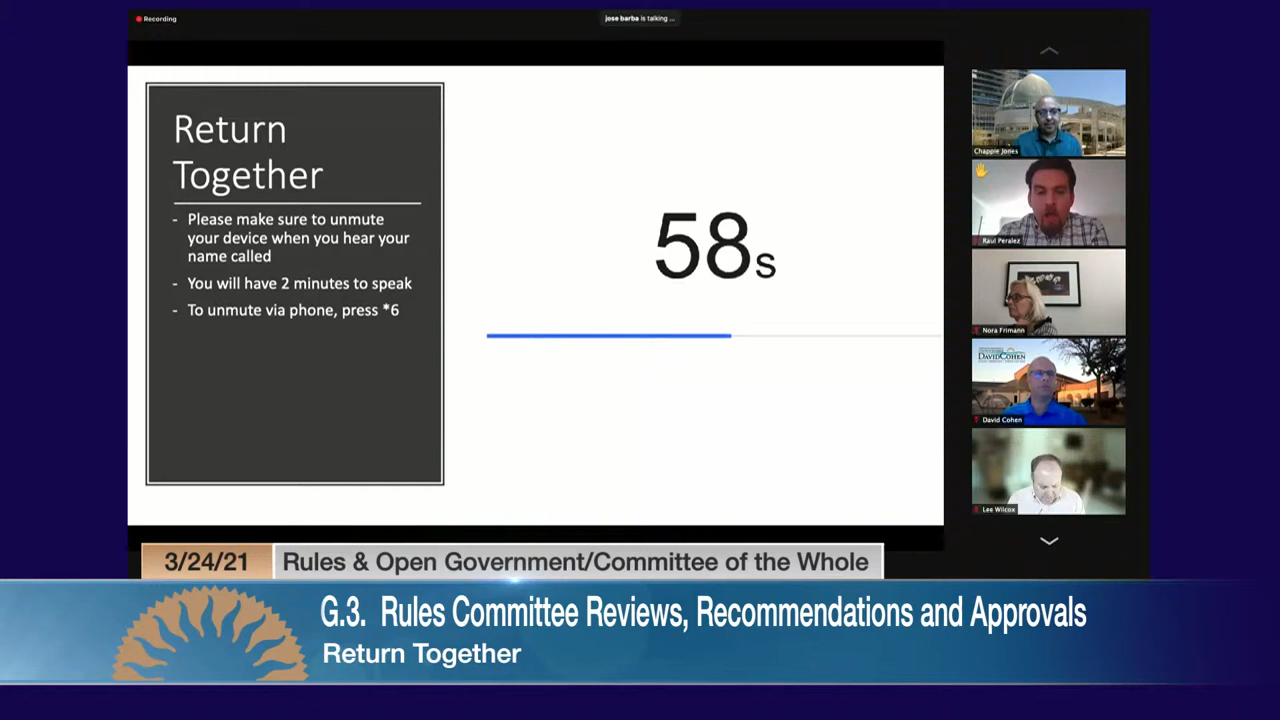 Recording
jose barba is talking ...
Return
Together
- Please make sure to unmute
your device when you hear your
name called
- You will have 2 minutes to speak
- To unmute via phone, press *6
58s
Chappie Jones
Raul Peralez
Nora Frimann
DAVID COHEN
David Cohen
Lee Wilcox
3/24/21
Rules & Open Government/Committee of the Whole
G.3. Rules Committee Reviews, Recommendations and Approvals
Return Together